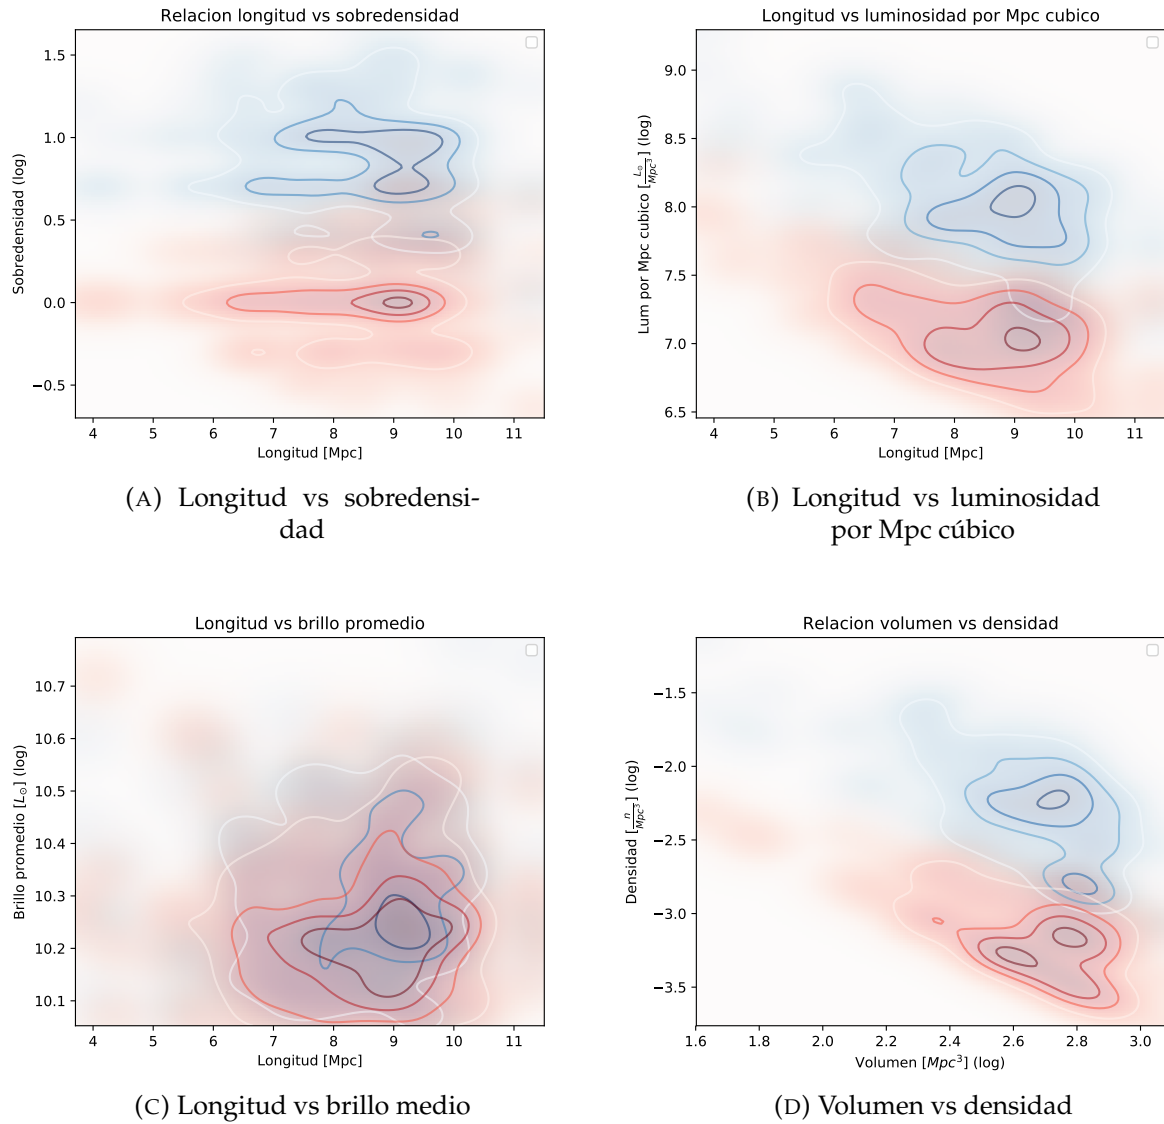 Relacion longitud vs sobredensidad
1.5
1.0
0.5
0.0
−0.5
Sobredensidad (log)
4 5 6 7 8 9 10 11
Longitud [Mpc]
(A) Longitud vs sobredensi-
dad
Longitud vs luminosidad por Mpc cubico
9.0
8.5
8.0
7.5
7.0
6.5
Lum por Mpc cubico [L⊙/Mpc³] (log)
4 5 6 7 8 9 10 11
Longitud [Mpc]
(B) Longitud vs luminosidad
por Mpc cúbico
Longitud vs brillo promedio
10.7
10.6
10.5
10.4
10.3
10.2
10.1
Brillo promedio [L⊙] (log)
4 5 6 7 8 9 10 11
Longitud [Mpc]
(C) Longitud vs brillo medio
Relacion volumen vs densidad
−1.5
−2.0
−2.5
−3.0
−3.5
Densidad [n/Mpc³] (log)
1.6 1.8 2.0 2.2 2.4 2.6 2.8 3.0
Volumen [Mpc³] (log)
(D) Volumen vs densidad